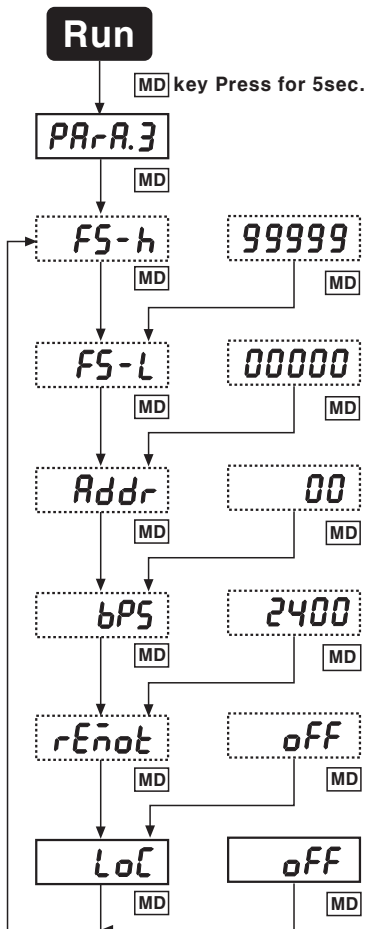 Run
MD key Press for 5sec.
PArA.3
MD
FS-h 99999
MD MD
FS-L 00000
MD MD
Addr 00
MD MD
bPS 2400
MD MD
rEmot oFF
MD MD
LoC oFF
MD MD